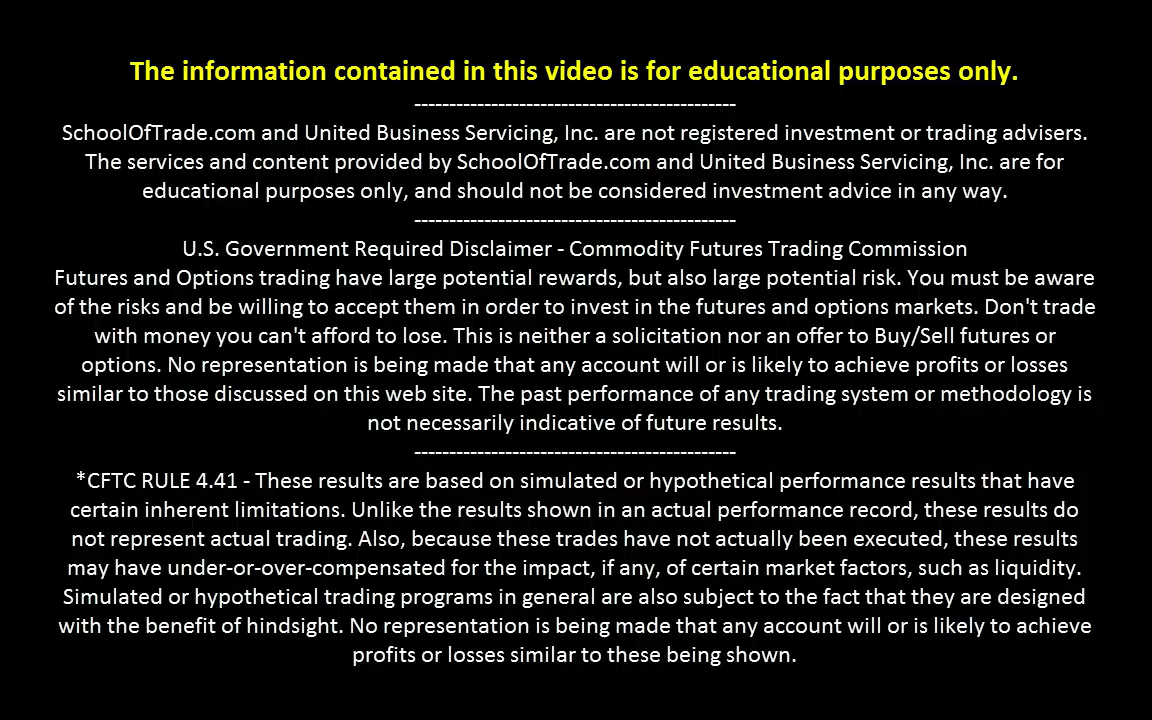 The information contained in this video is for educational purposes only.
----------------------------------------------
SchoolOfTrade.com and United Business Servicing, Inc. are not registered investment or trading advisers.
The services and content provided by SchoolOfTrade.com and United Business Servicing, Inc. are for
educational purposes only, and should not be considered investment advice in any way.
----------------------------------------------
U.S. Government Required Disclaimer - Commodity Futures Trading Commission
Futures and Options trading have large potential rewards, but also large potential risk. You must be aware
of the risks and be willing to accept them in order to invest in the futures and options markets. Don't trade
with money you can't afford to lose. This is neither a solicitation nor an offer to Buy/Sell futures or
options. No representation is being made that any account will or is likely to achieve profits or losses
similar to those discussed on this web site. The past performance of any trading system or methodology is
not necessarily indicative of future results.
----------------------------------------------
*CFTC RULE 4.41 - These results are based on simulated or hypothetical performance results that have
certain inherent limitations. Unlike the results shown in an actual performance record, these results do
not represent actual trading. Also, because these trades have not actually been executed, these results
may have under-or-over-compensated for the impact, if any, of certain market factors, such as liquidity.
Simulated or hypothetical trading programs in general are also subject to the fact that they are designed
with the benefit of hindsight. No representation is being made that any account will or is likely to achieve
profits or losses similar to these being shown.